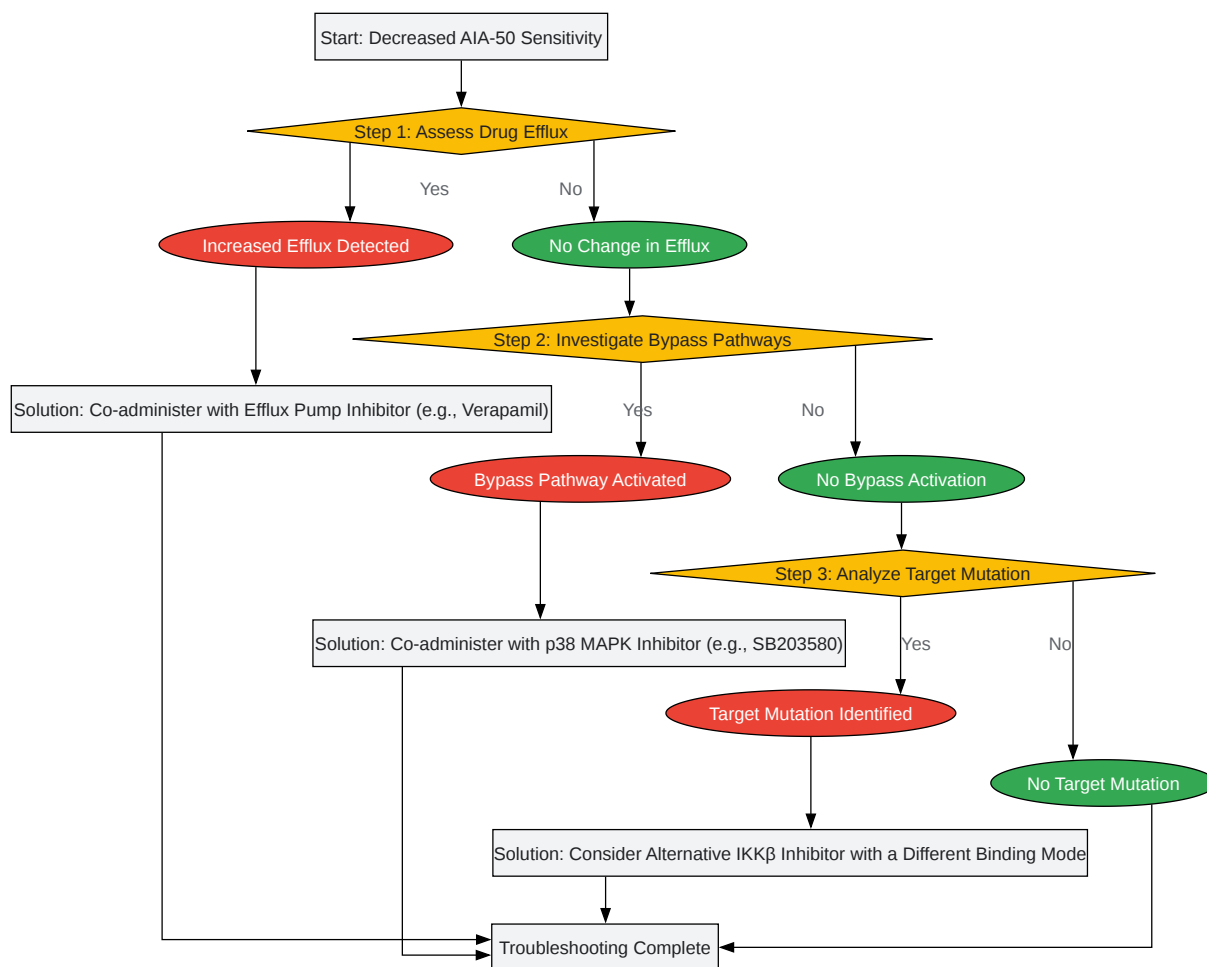 Start: Decreased AIA-50 Sensitivity
Step 1: Assess Drug Efflux
Yes
No
Increased Efflux Detected
No Change in Efflux
Step 2: Investigate Bypass Pathways
Solution: Co-administer with Efflux Pump Inhibitor (e.g., Verapamil)
Yes
No
Bypass Pathway Activated
No Bypass Activation
Step 3: Analyze Target Mutation
Solution: Co-administer with p38 MAPK Inhibitor (e.g., SB203580)
Yes
No
Target Mutation Identified
No Target Mutation
Solution: Consider Alternative IKKβ Inhibitor with a Different Binding Mode
Troubleshooting Complete